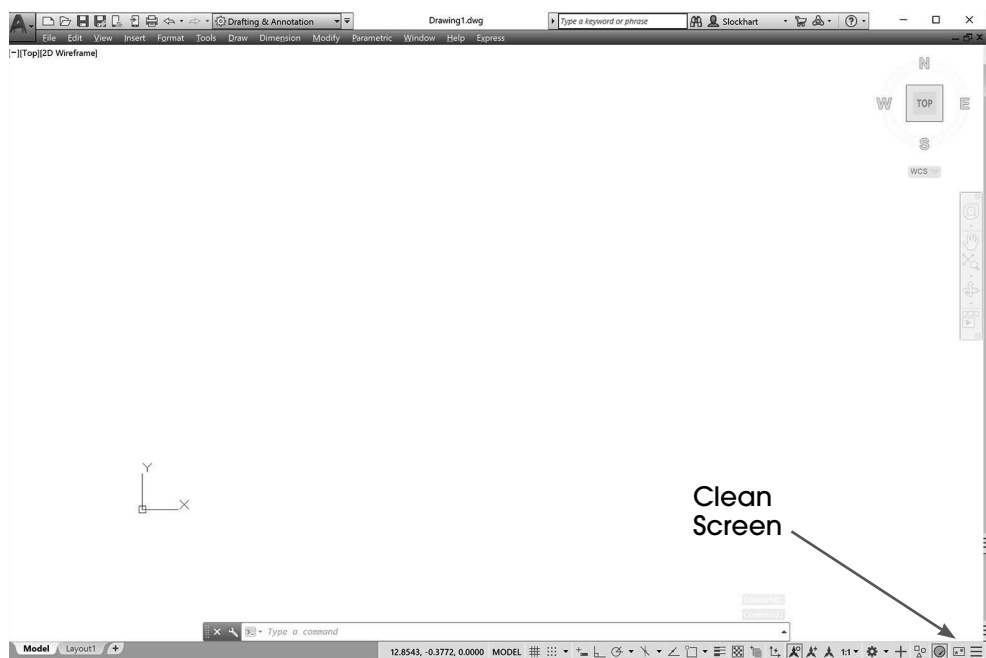 A Drafting & Annotation Drawing1.dwg Type a keyword or phrase Slockhart ?
File Edit View Insert Format Tools Draw Dimension Modify Parametric Window Help Express
[−][Top][2D Wireframe]
N
W TOP E
S
WCS
Y
X
Clean
Screen
Command:
Command:
Type a command
Model Layout1 + 12.8543, -0.3772, 0.0000 MODEL 1:1